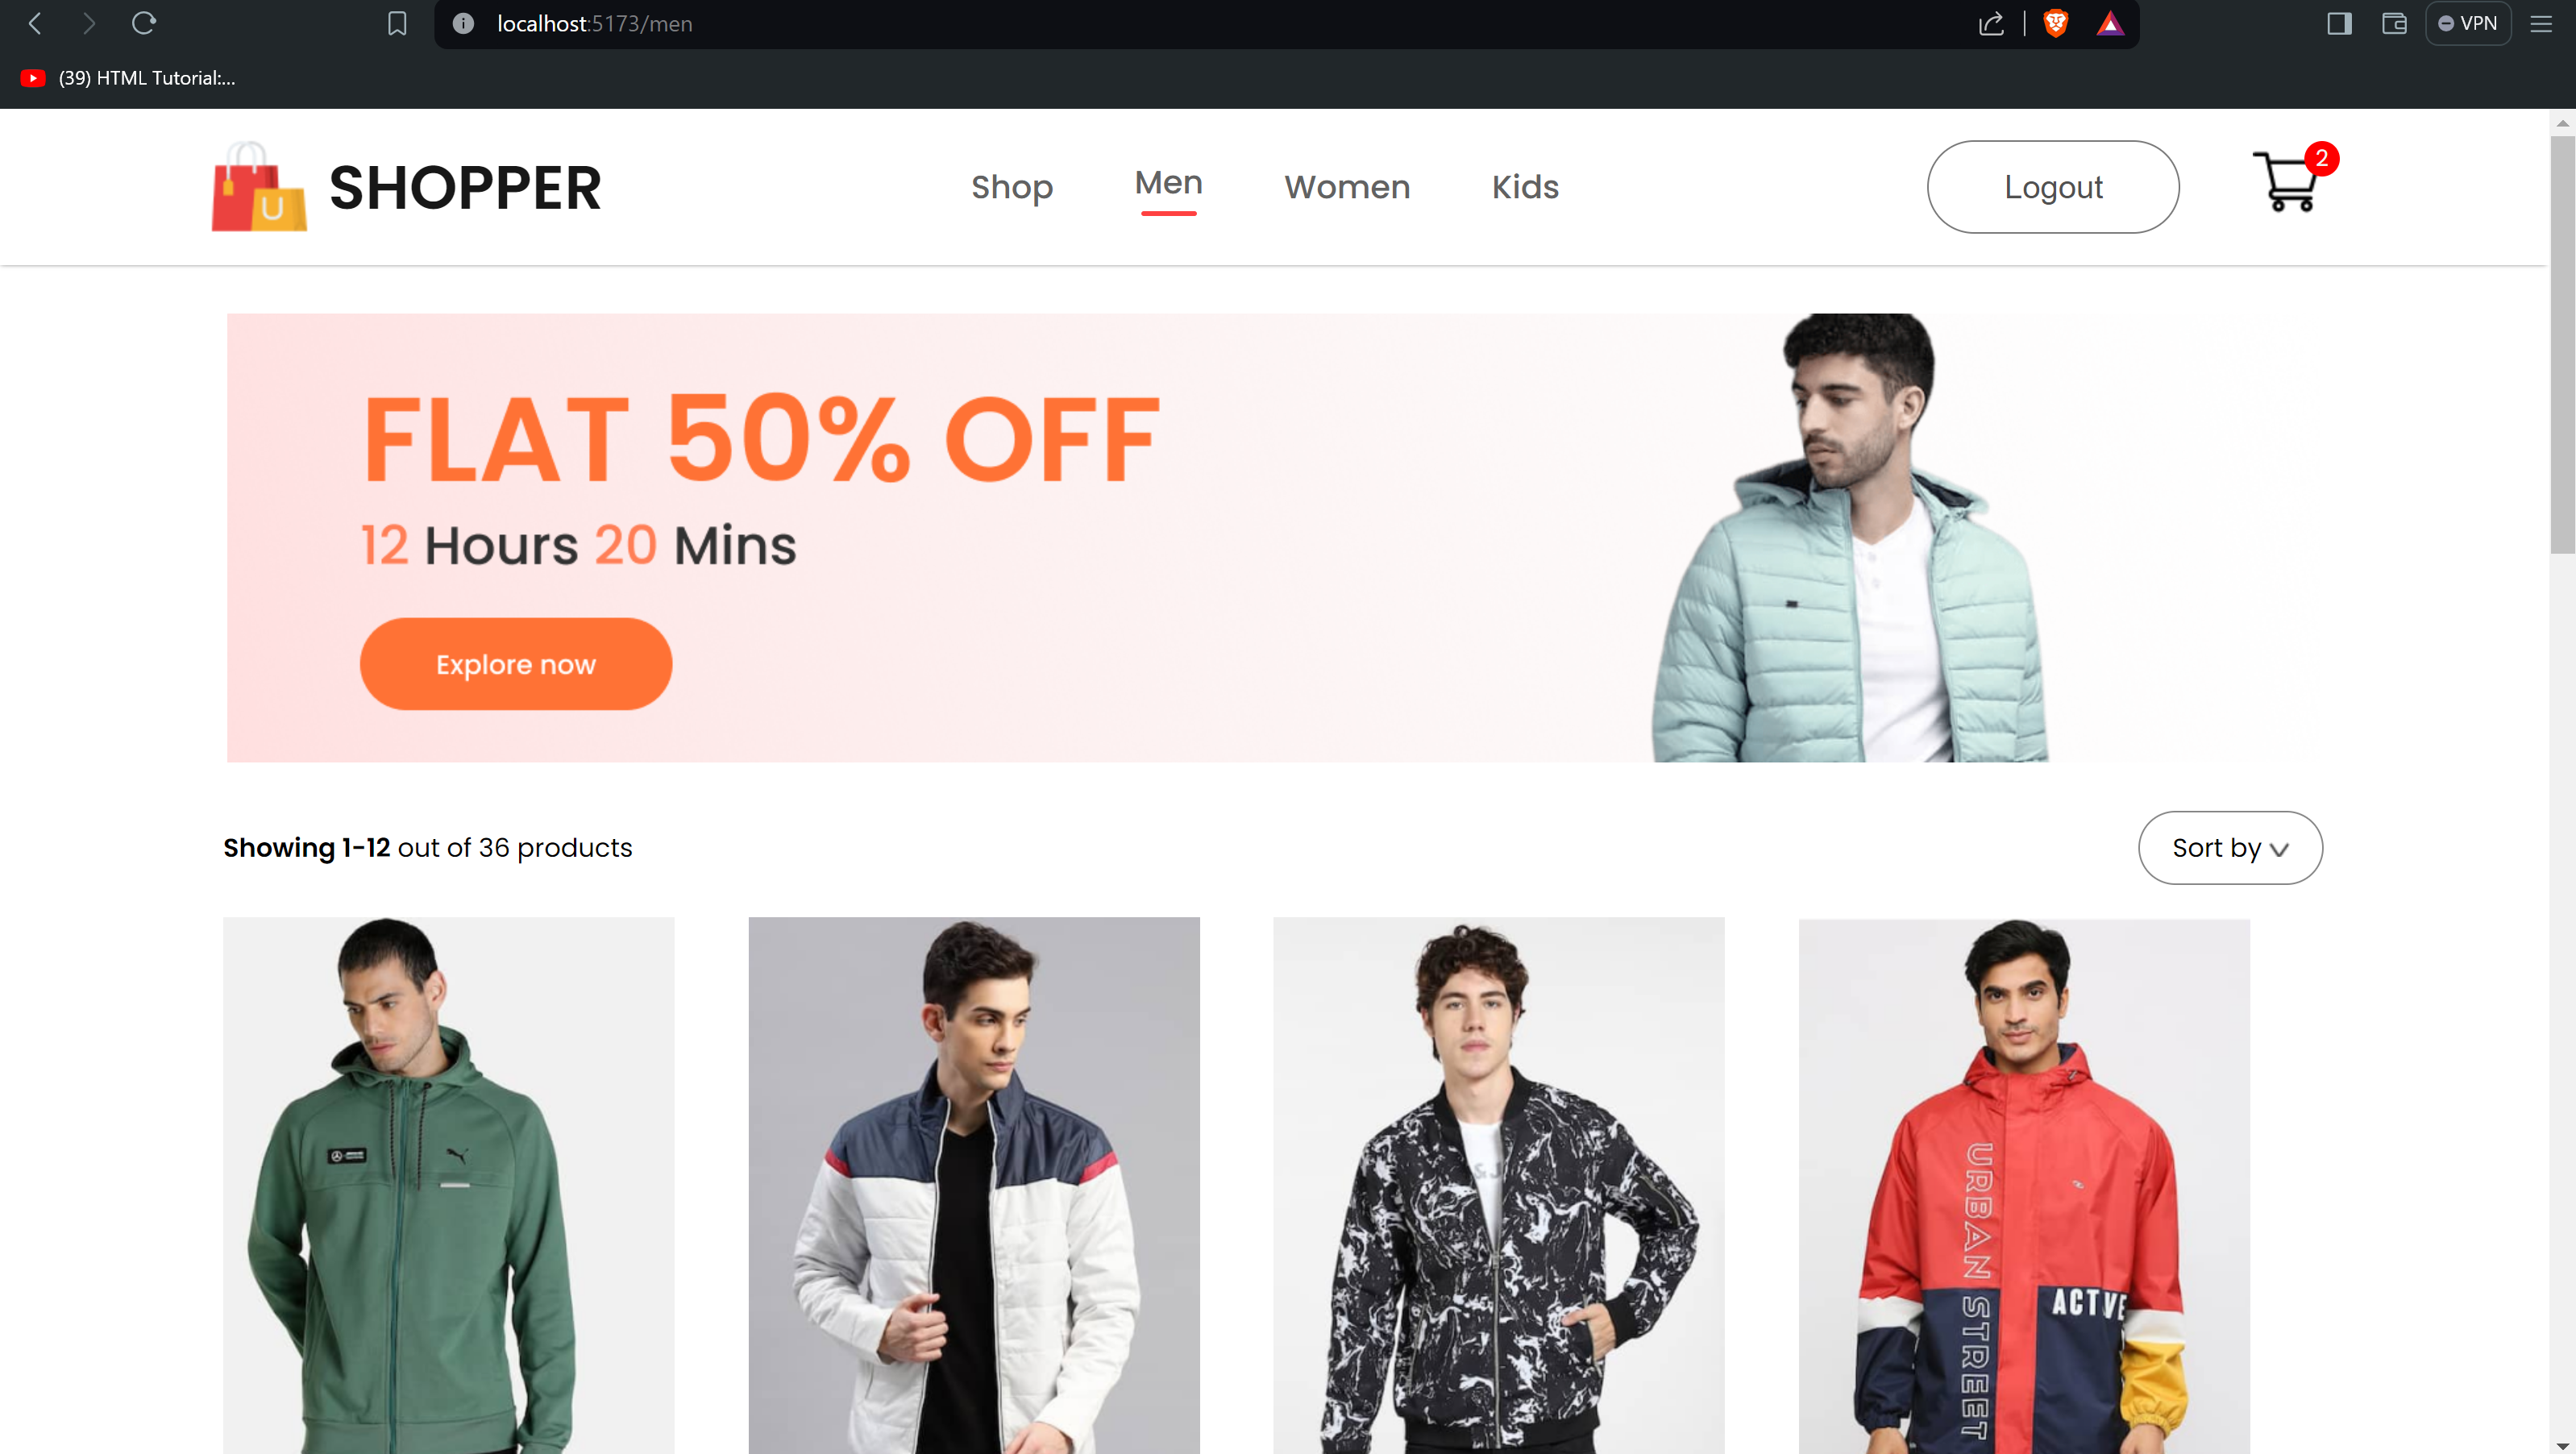 localhost:5173/men
VPN
(39) HTML Tutorial:...
SHOPPER
Shop
Men
Women
Kids
Logout
2
FLAT 50% OFF
12 Hours 20 Mins
Explore now
Showing 1-12 out of 36 products
Sort by
URBAN STREET
ACTVE